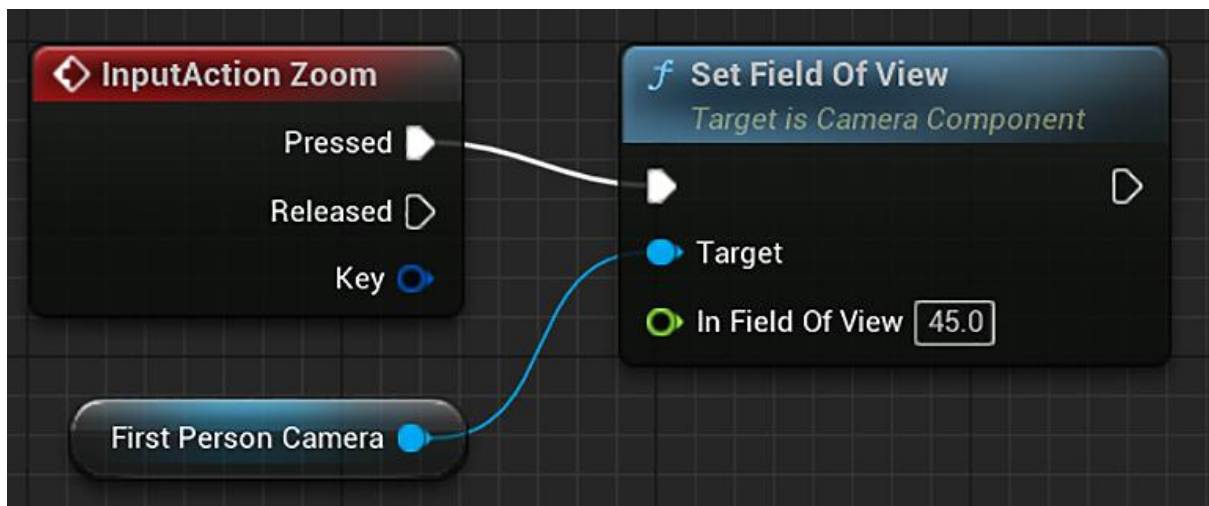 InputAction Zoom
Pressed
Released
Key
First Person Camera
f Set Field Of View
Target is Camera Component
Target
In Field Of View 45.0